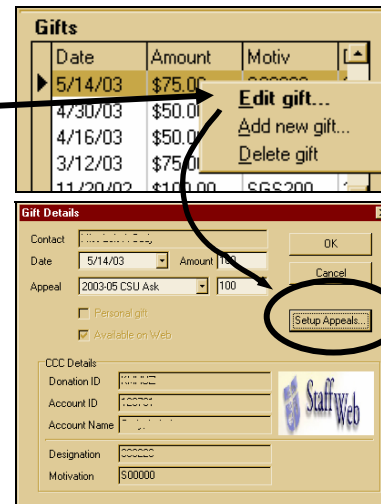 Gifts
Date Amount Motiv
5/14/03 $75.00
4/30/03 $50.0
4/16/03 $50.0
3/12/03 $75.0
11/20/02 $100.00 SGS200
Edit gift...
Add new gift...
Delete gift
Gift Details
Contact
Date 5/14/03 Amount
Appeal 2003-05 CSU Ask 100
Personal gift
Available on Web
OK
Cancel
Setup Appeals...
CCC Details
Donation ID
Account ID
Account Name
Designation
Motivation S00000
Staff Web